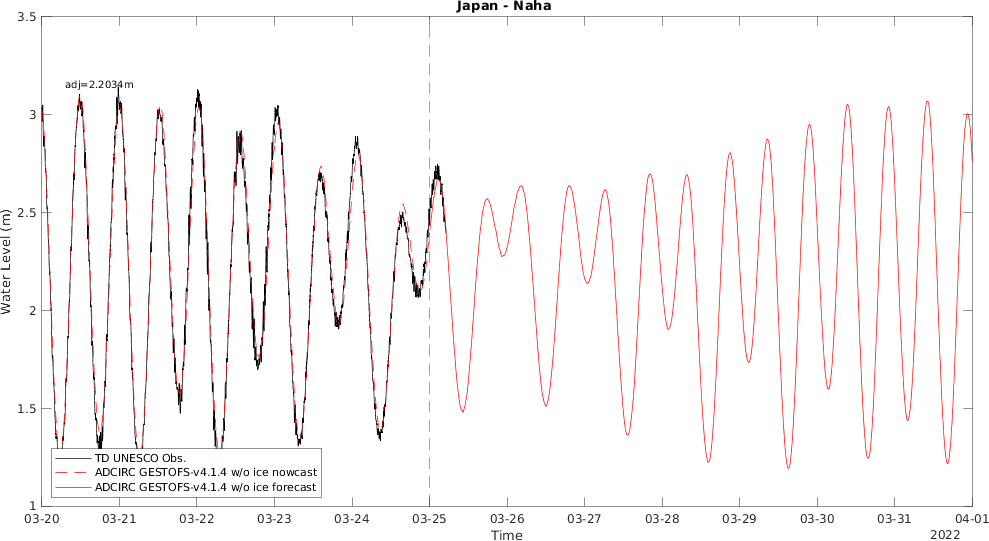 Japan - Naha
3.5
adj=2.2034m
3
2.5
Water Level (m)
2
1.5
TD UNESCO Obs.
ADCIRC GESTOFS-v4.1.4 w/o ice nowcast
ADCIRC GESTOFS-v4.1.4 w/o ice forecast
1
03-20 03-21 03-22 03-23 03-24 03-25 03-26 03-27 03-28 03-29 03-30 03-31 04-01
Time 2022